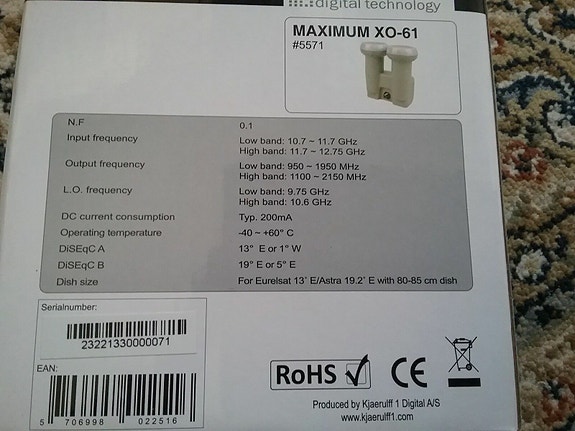 digital technology
MAXIMUM XO-61
#5571
N.F 0.1
Input frequency Low band: 10.7 ~ 11.7 GHz
High band: 11.7 ~ 12.75 GHz
Output frequency Low band: 950 ~ 1950 MHz
High band: 1100 ~ 2150 MHz
L.O. frequency Low band: 9.75 GHz
High band: 10.6 GHz
DC current consumption Typ. 200mA
Operating temperature -40 ~ +60° C
DiSEqC A 13° E or 1° W
DiSEqC B 19° E or 5° E
Dish size For Eurelsat 13° E/Astra 19.2° E with 80-85 cm dish
Serialnumber:
23221330000071
EAN:
5 706998 022516
RoHS CE
Produced by Kjaerulff 1 Digital A/S
www.kjaerulff1.com